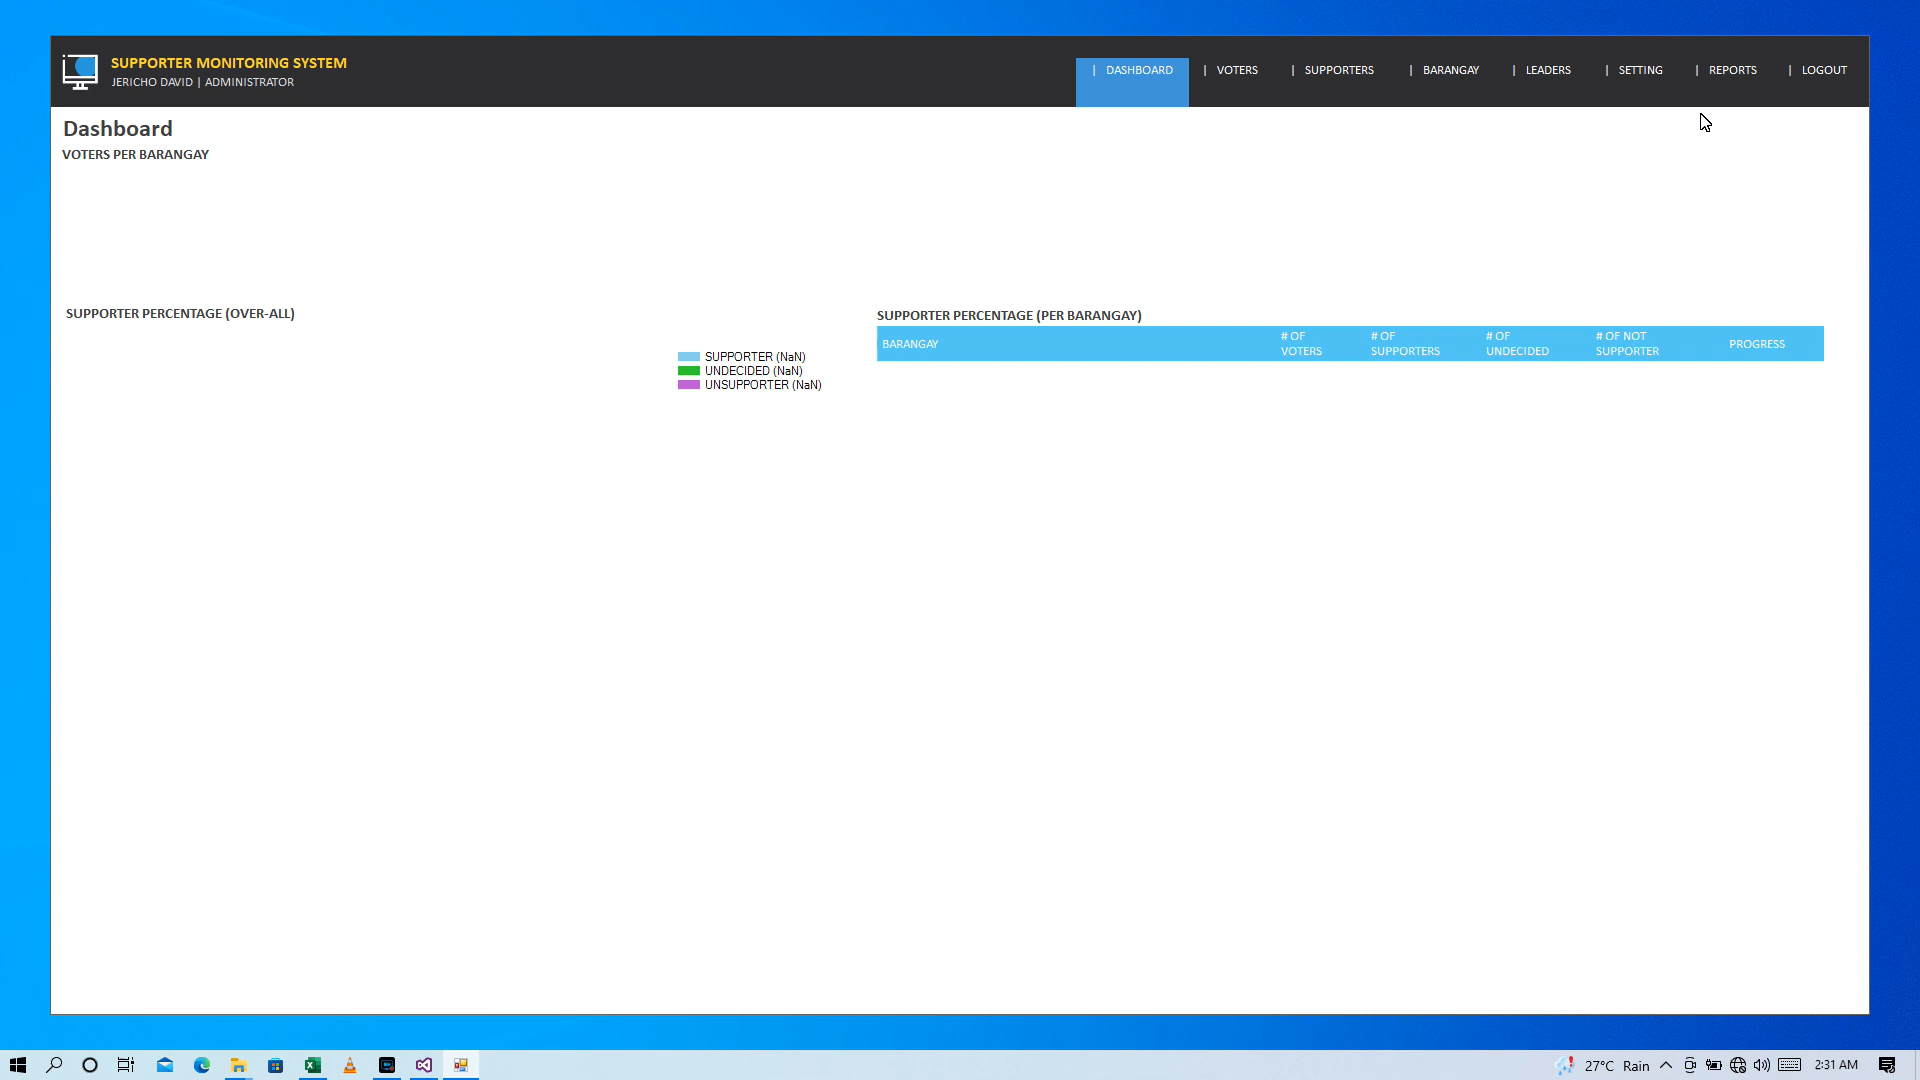 SUPPORTER MONITORING SYSTEM
JERICHO DAVID | ADMINISTRATOR
| DASHBOARD | VOTERS | SUPPORTERS | BARANGAY | LEADERS | SETTING | REPORTS | LOGOUT
Dashboard
VOTERS PER BARANGAY
SUPPORTER PERCENTAGE (OVER-ALL)
SUPPORTER (NaN)
UNDECIDED (NaN)
UNSUPPORTER (NaN)
SUPPORTER PERCENTAGE (PER BARANGAY)
BARANGAY
# OF
VOTERS
# OF
SUPPORTERS
# OF
UNDECIDED
# OF NOT
SUPPORTER
PROGRESS
27°C Rain
2:31 AM